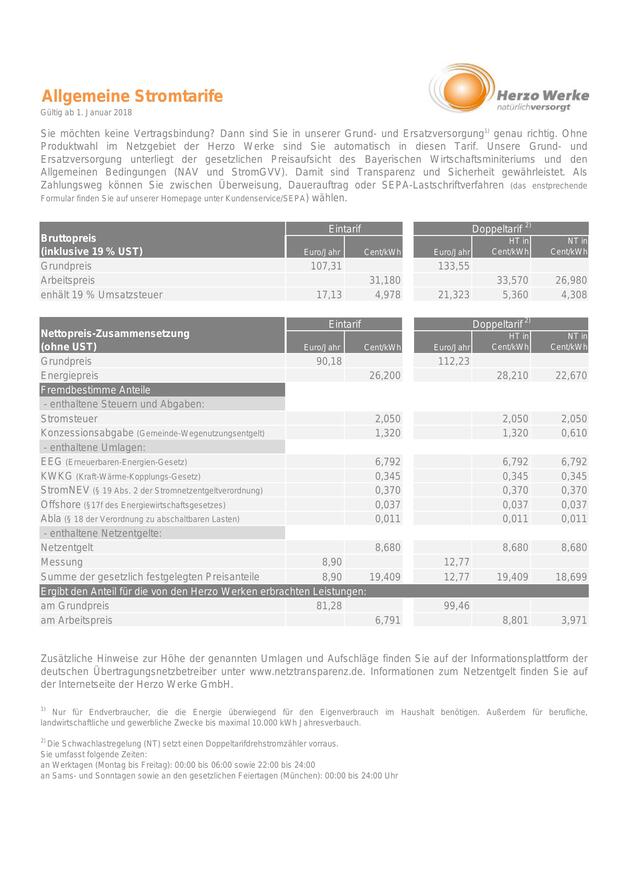 Allgemeine Stromtarife
Gültig ab 1. Januar 2018
Herzo Werke
natürlichversorgt
Sie möchten keine Vertragsbindung? Dann sind Sie in unserer Grund- und Ersatzversorgung1) genau richtig. Ohne
Produktwahl im Netzgebiet der Herzo Werke sind Sie automatisch in diesen Tarif. Unsere Grund- und
Ersatzversorgung unterliegt der gesetzlichen Preisaufsicht des Bayerischen Wirtschaftsminiteriums und den
Allgemeinen Bedingungen (NAV und StromGVV). Damit sind Transparenz und Sicherheit gewährleistet. Als
Zahlungsweg können Sie zwischen Überweisung, Dauerauftrag oder SEPA-Lastschriftverfahren (das enstprechende
Formular finden Sie auf unserer Homepage unter Kundenservice/SEPA) wählen.
Bruttopreis Eintarif Doppeltarif 2)
(inklusive 19 % UST) Euro/Jahr Cent/kWh Euro/Jahr HT in Cent/kWh NT in Cent/kWh
Grundpreis 107,31 133,55
Arbeitspreis 31,180 33,570 26,980
enhält 19 % Umsatzsteuer 17,13 4,978 21,323 5,360 4,308
Nettopreis-Zusammensetzung Eintarif Doppeltarif 2)
(ohne UST) Euro/Jahr Cent/kWh Euro/Jahr HT in Cent/kWh NT in Cent/kWh
Grundpreis 90,18 112,23
Energiepreis 26,200 28,210 22,670
Fremdbestimme Anteile
- enthaltene Steuern und Abgaben:
Stromsteuer 2,050 2,050 2,050
Konzessionsabgabe (Gemeinde-Wegenutzungsentgelt) 1,320 1,320 0,610
- enthaltene Umlagen:
EEG (Erneuerbaren-Energien-Gesetz) 6,792 6,792 6,792
KWKG (Kraft-Wärme-Kopplungs-Gesetz) 0,345 0,345 0,345
StromNEV (§ 19 Abs. 2 der Stromnetzentgeltverordnung) 0,370 0,370 0,370
Offshore (§17f des Energiewirtschaftsgesetzes) 0,037 0,037 0,037
Abla (§ 18 der Verordnung zu abschaltbaren Lasten) 0,011 0,011 0,011
- enthaltene Netzentgelte:
Netzentgelt 8,680 8,680 8,680
Messung 8,90 12,77
Summe der gesetzlich festgelegten Preisanteile 8,90 19,409 12,77 19,409 18,699
Ergibt den Anteil für die von den Herzo Werken erbrachten Leistungen:
am Grundpreis 81,28 99,46
am Arbeitspreis 6,791 8,801 3,971
Zusätzliche Hinweise zur Höhe der genannten Umlagen und Aufschläge finden Sie auf der Informationsplattform der
deutschen Übertragungsnetzbetreiber unter www.netztransparenz.de. Informationen zum Netzentgelt finden Sie auf
der Internetseite der Herzo Werke GmbH.
1) Nur für Endverbraucher, die die Energie überwiegend für den Eigenverbrauch im Haushalt benötigen. Außerdem für berufliche,
landwirtschaftliche und gewerbliche Zwecke bis maximal 10.000 kWh Jahresverbauch.
2) Die Schwachlastregelung (NT) setzt einen Doppeltarifdrehstromzähler vorraus.
Sie umfasst folgende Zeiten:
an Werktagen (Montag bis Freitag): 00:00 bis 06:00 sowie 22:00 bis 24:00
an Sams- und Sonntagen sowie an den gesetzlichen Feiertagen (München): 00:00 bis 24:00 Uhr